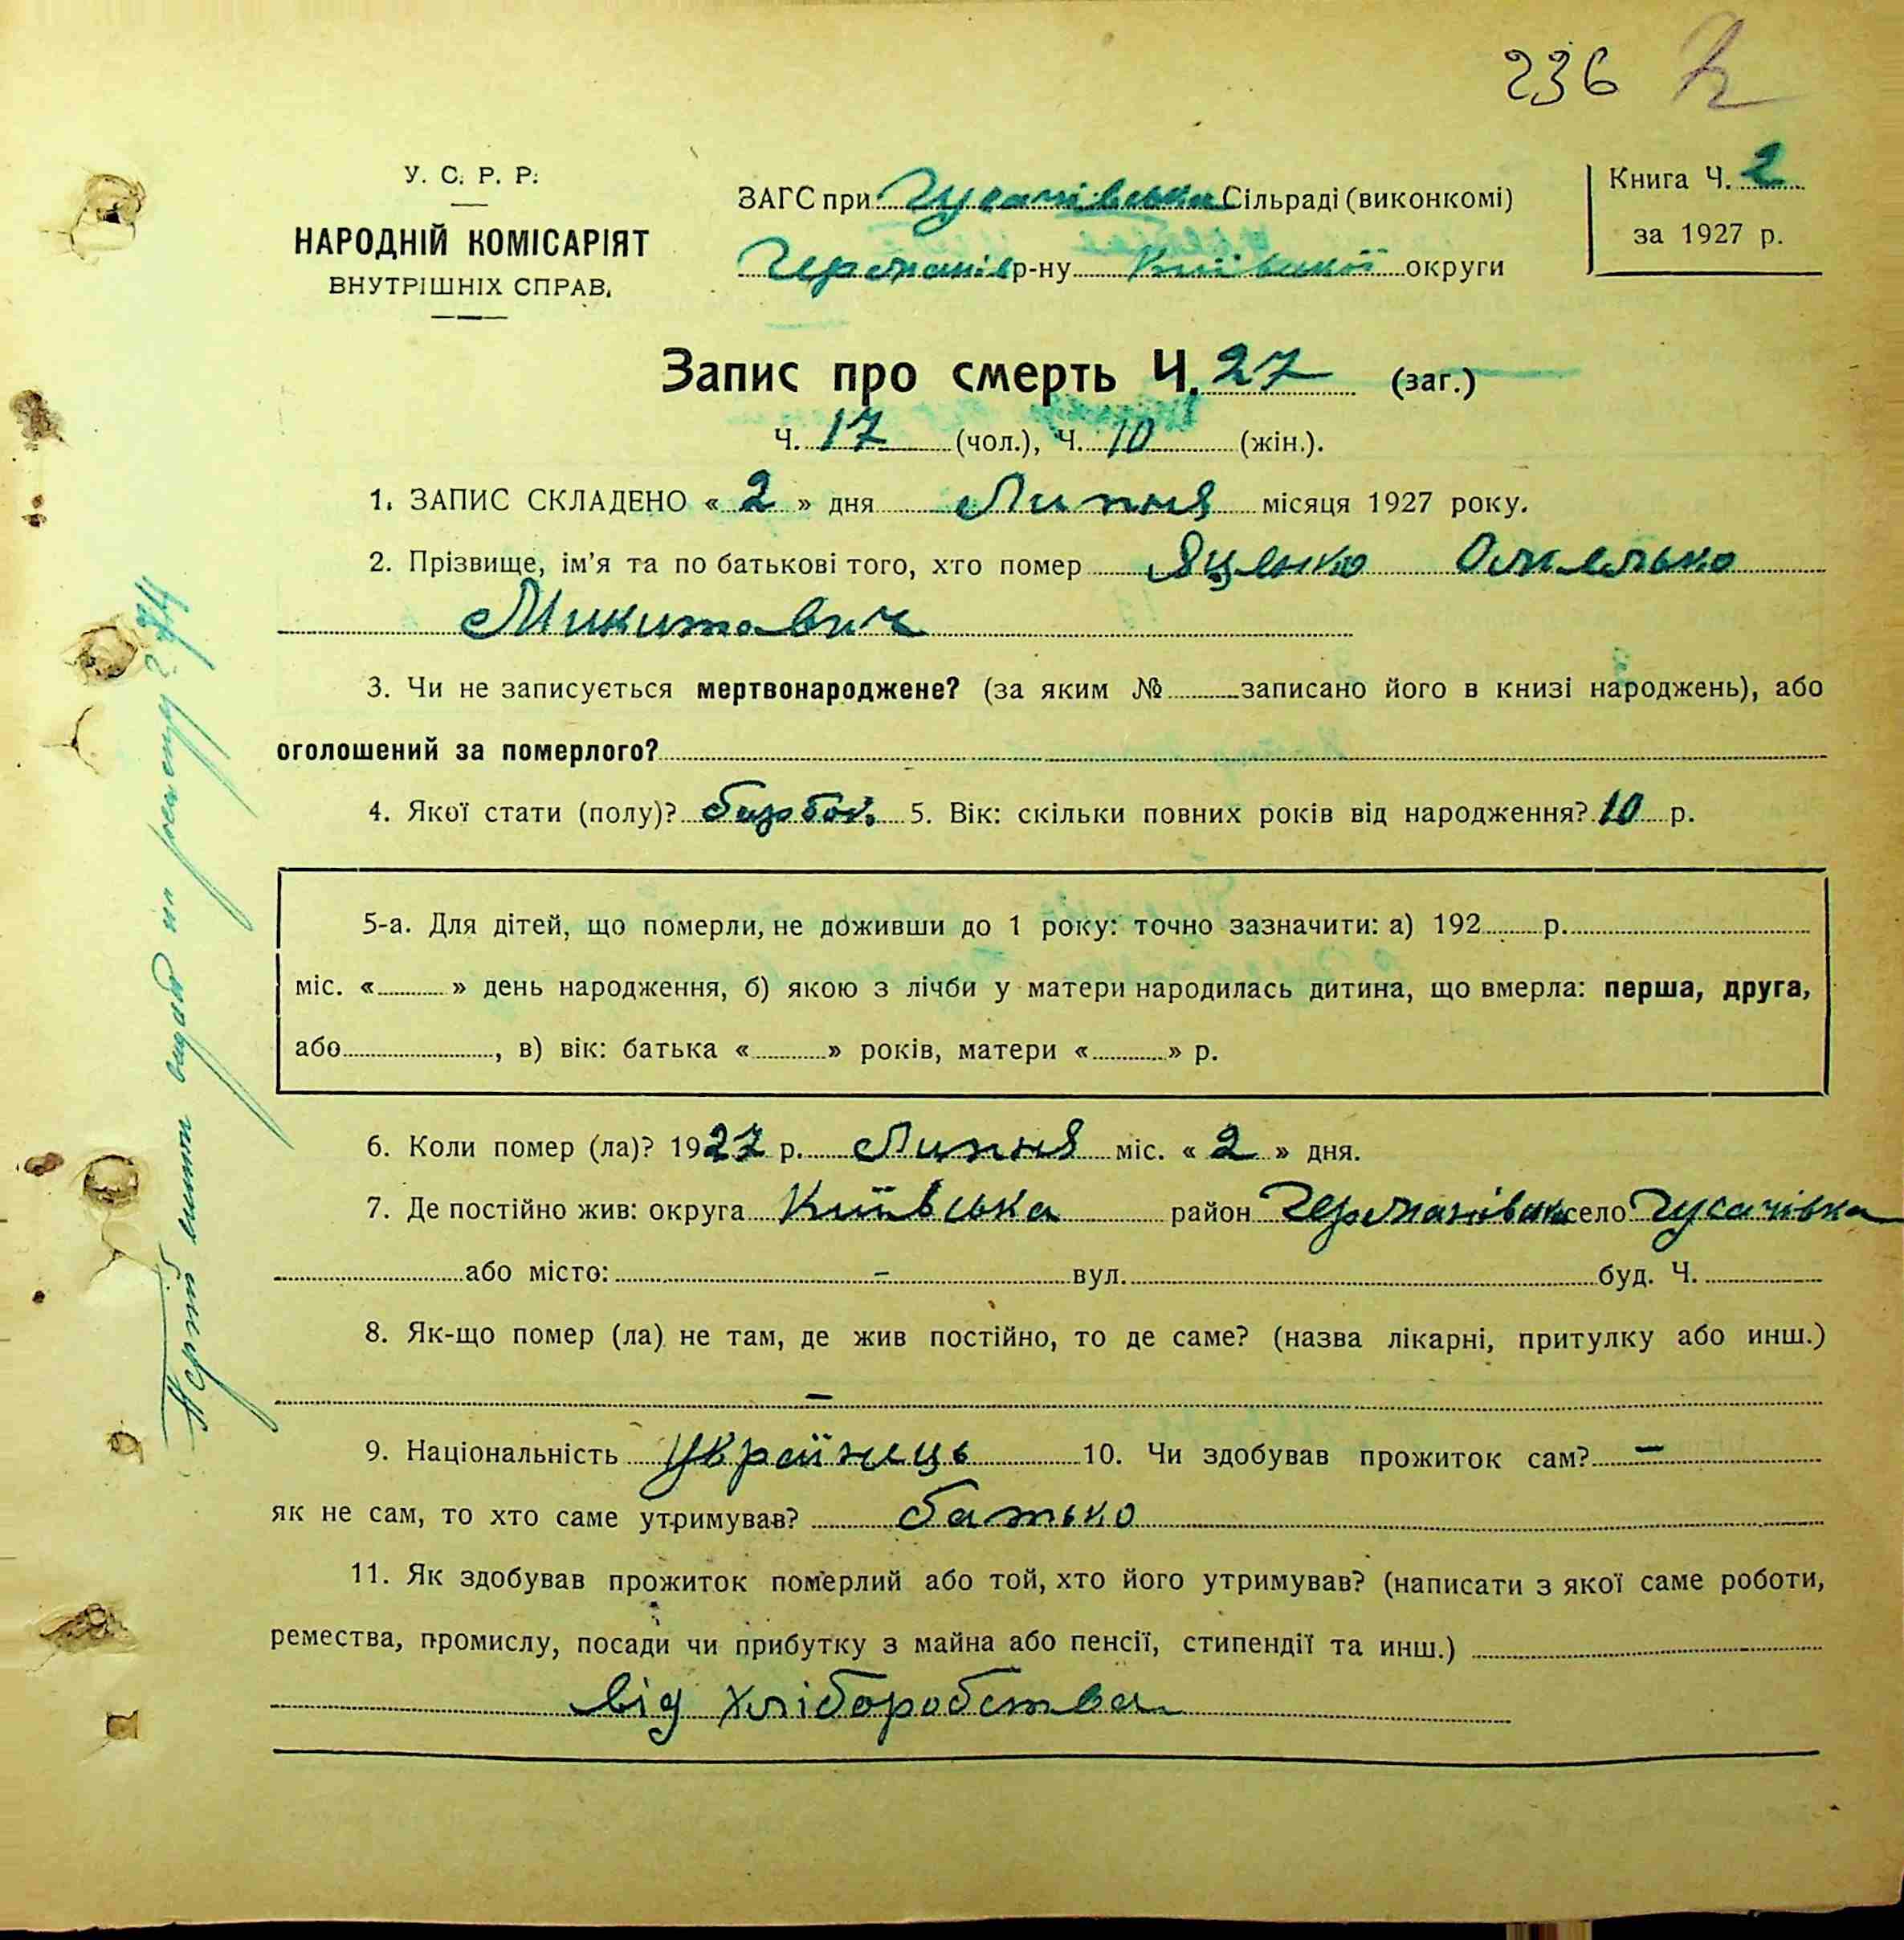 236
У. С. Р. Р.
НАРОДНІЙ КОМІСАРІЯТ
ВНУТРІШНІХ СПРАВ.
ЗАГС при Гусачівська Сільраді (виконкомі)
Германів р-ну Київської округи
Книга Ч. 2
за 1927 р.
Запис про смерть Ч. 27 (заг.)
Ч. 17 (чол.), Ч. 10 (жін.).
1. ЗАПИС СКЛАДЕНО « 2 » дня Липня місяця 1927 року.
2. Прізвище, ім'я та по батькові того, хто помер Яценко Омелько
Микитович
3. Чи не записується мертвонароджене? (за яким № записано його в книзі народжень), або
оголошений за померлого?
4. Якої стати (полу)? 5. Вік: скільки повних років від народження? 10 р.
5-а. Для дітей, що померли, не доживши до 1 року: точно зазначити: а) 192 р.
міс. « » день народження, б) якою з лічби у матери народилась дитина, що вмерла: перша, друга,
або , в) вік: батька « » років, матери « » р.
6. Коли помер (ла)? 1927 р. Липня міс. « 2 » дня.
7. Де постійно жив: округа Київська район Германівськ село Гусачівка
або місто: - вул. буд. Ч.
8. Як-що помер (ла) не там, де жив постійно, то де саме? (назва лікарні, притулку або инш.)
–
9. Національність Українець 10. Чи здобував прожиток сам? –
як не сам, то хто саме утримував? батько
11. Як здобував прожиток померлий або той, хто його утримував? (написати з якої саме роботи,
ремества, промислу, посади чи прибутку з майна або пенсії, стипендії та инш.)
від хліборобства